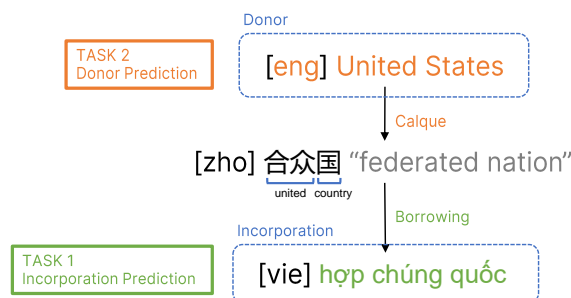 Donor
TASK 2
Donor Prediction
[eng] United States
Calque
[zho] 合众国 “federated nation”
united country
Borrowing
Incorporation
TASK 1
Incorporation Prediction
[vie] hợp chúng quốc